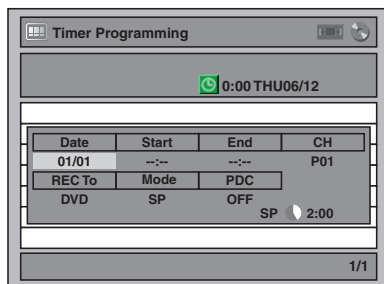 Timer Programming
0:00 THU06/12
Date Start End CH
01/01 --:-- --:-- P01
REC To Mode PDC
DVD SP OFF
SP 2:00
1/1